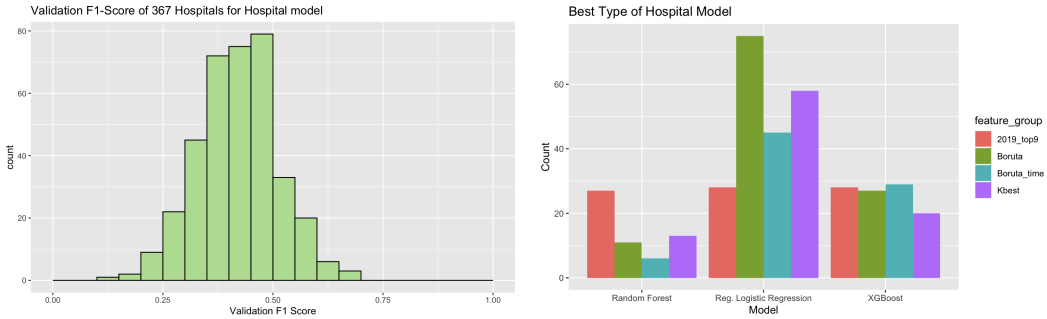 Validation F1-Score of 367 Hospitals for Hospital model
80
60
40
20
0
count
0.00
0.25
0.50
0.75
1.00
Validation F1 Score
Best Type of Hospital Model
60
40
20
0
Count
Random Forest
Reg. Logistic Regression
XGBoost
Model
feature_group
2019_top9
Boruta
Boruta_time
Kbest